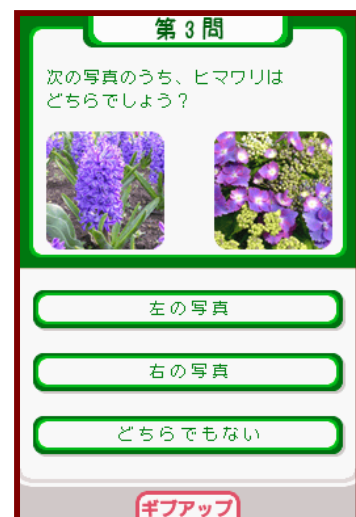 第3問
次の写真のうち、ヒマワリは
どちらでしょう？
左の写真
右の写真
どちらでもない
ギブアップ